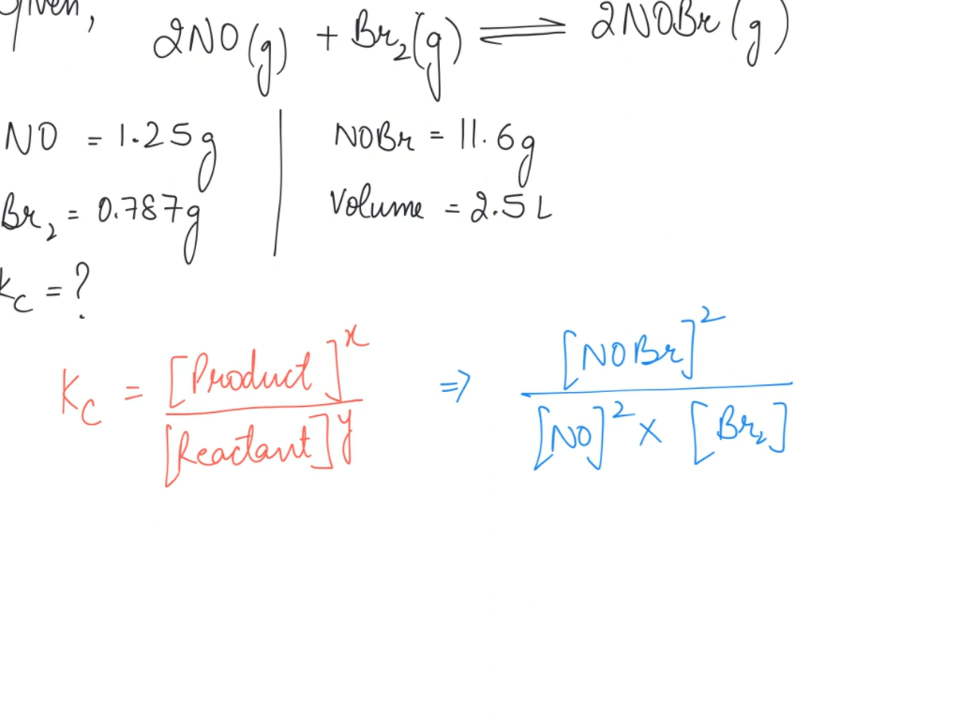 given,
2NO(g) + Br₂(g) ⇌ 2NOBr(g)
NO = 1.25g | NOBr = 11.6g
Br₂ = 0.787g | Volume = 2.5 L
Kc = ?
Kc = [Product]^x / [Reactant]^y ⇒ [NOBr]² / [NO]² × [Br₂]